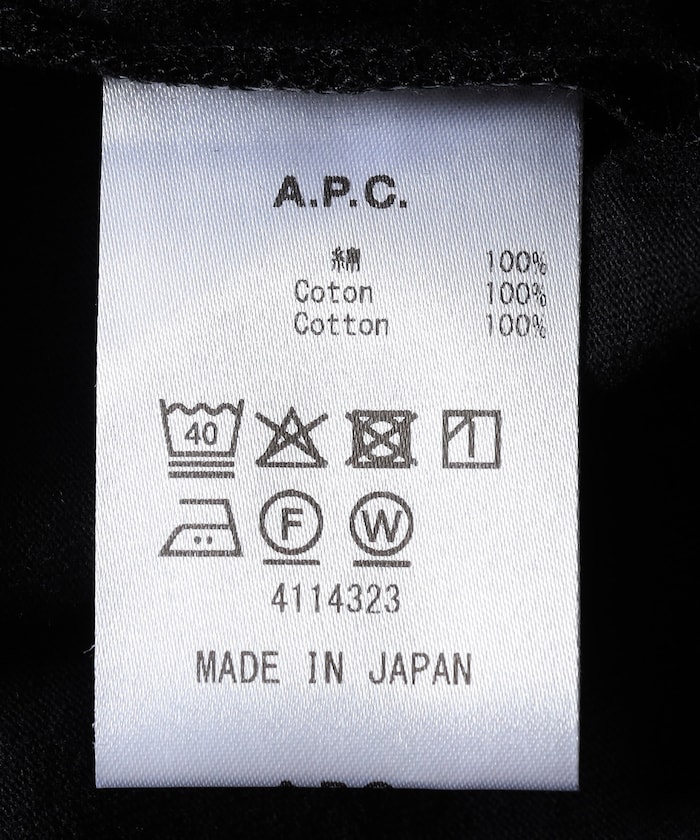 A.P.C.
綿 100%
Coton 100%
Cotton 100%
40
F W
4114323
MADE IN JAPAN